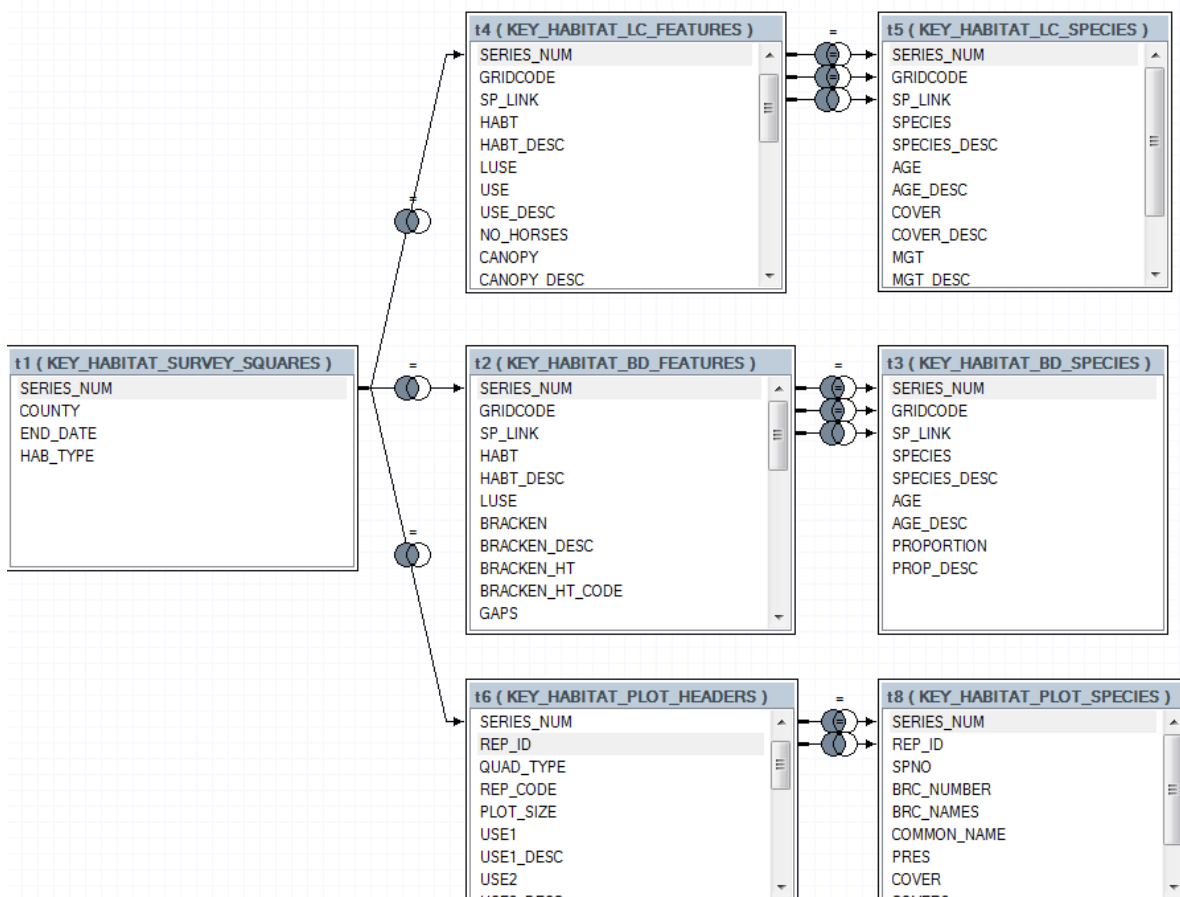 t4 ( KEY_HABITAT_LC_FEATURES )
SERIES_NUM
GRIDCODE
SP_LINK
HABT
HABT_DESC
LUSE
USE
USE_DESC
NO_HORSES
CANOPY
CANOPY_DESC
=
t5 ( KEY_HABITAT_LC_SPECIES )
SERIES_NUM
GRIDCODE
SP_LINK
SPECIES
SPECIES_DESC
AGE
AGE_DESC
COVER
COVER_DESC
MGT
MGT_DESC
=
t1 ( KEY_HABITAT_SURVEY_SQUARES )
SERIES_NUM
COUNTY
END_DATE
HAB_TYPE
=
t2 ( KEY_HABITAT_BD_FEATURES )
SERIES_NUM
GRIDCODE
SP_LINK
HABT
HABT_DESC
LUSE
BRACKEN
BRACKEN_DESC
BRACKEN_HT
BRACKEN_HT_CODE
GAPS
=
t3 ( KEY_HABITAT_BD_SPECIES )
SERIES_NUM
GRIDCODE
SP_LINK
SPECIES
SPECIES_DESC
AGE
AGE_DESC
PROPORTION
PROP_DESC
=
t6 ( KEY_HABITAT_PLOT_HEADERS )
SERIES_NUM
REP_ID
QUAD_TYPE
REP_CODE
PLOT_SIZE
USE1
USE1_DESC
USE2
=
t8 ( KEY_HABITAT_PLOT_SPECIES )
SERIES_NUM
REP_ID
SPNO
BRC_NUMBER
BRC_NAMES
COMMON_NAME
PRES
COVER